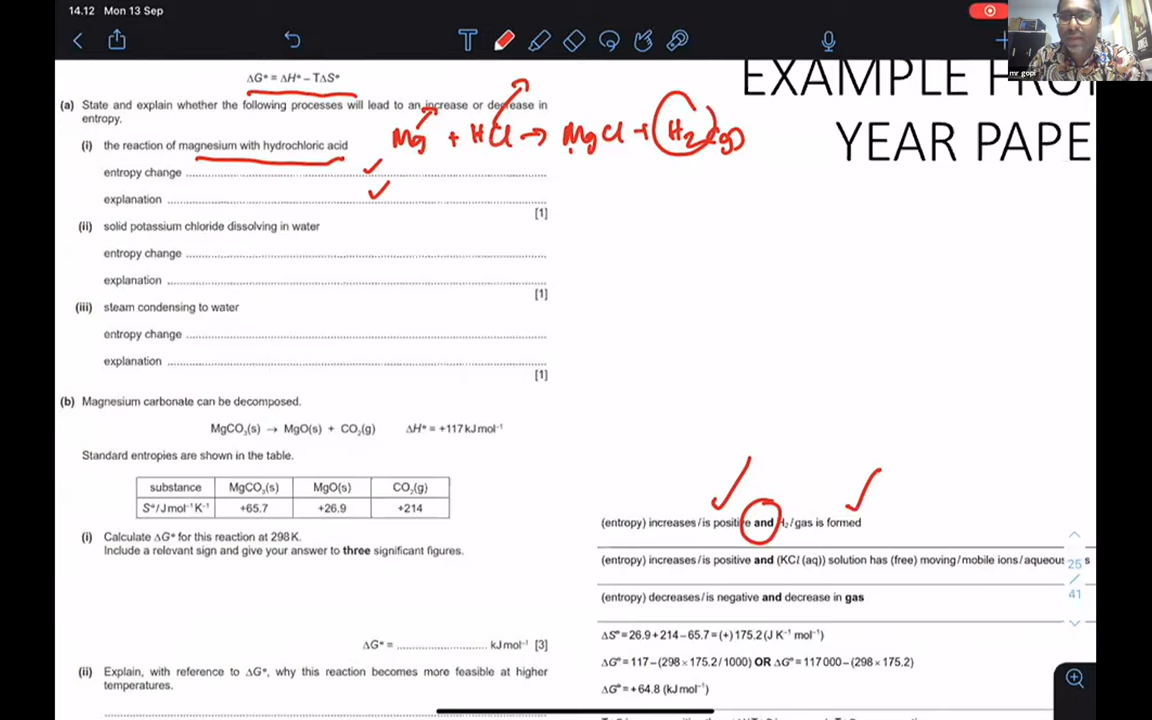 14.12 Mon 13 Sep
mr gopi
ΔG° = ΔH° – TΔS°
EXAMPLE FRO
YEAR PAPE
(a) State and explain whether the following processes will lead to an increase or decrease in
entropy.
Mg + HCl → MgCl + H₂(g)
(i) the reaction of magnesium with hydrochloric acid
entropy change
explanation
[1]
(ii) solid potassium chloride dissolving in water
entropy change
explanation
[1]
(iii) steam condensing to water
entropy change
explanation
[1]
(b) Magnesium carbonate can be decomposed.
MgCO₃(s) → MgO(s) + CO₂(g) ΔH° = +117 kJ mol⁻¹
Standard entropies are shown in the table.
substance MgCO₃(s) MgO(s) CO₂(g)
S°/J mol⁻¹ K⁻¹ +65.7 +26.9 +214
(i) Calculate ΔG° for this reaction at 298 K.
Include a relevant sign and give your answer to three significant figures.
ΔG° = .............................. kJ mol⁻¹ [3]
(ii) Explain, with reference to ΔG°, why this reaction becomes more feasible at higher
temperatures.
(entropy) increases/is positive and H₂/gas is formed
(entropy) increases/is positive and (KCl (aq)) solution has (free) moving/mobile ions/aqueous s
(entropy) decreases/is negative and decrease in gas
ΔS° = 26.9 + 214 – 65.7 = (+) 175.2 (J K⁻¹ mol⁻¹)
ΔG° = 117 – (298 × 175.2/1000) OR ΔG° = 117 000 – (298 × 175.2)
ΔG° = + 64.8 (kJ mol⁻¹)
25
/
41